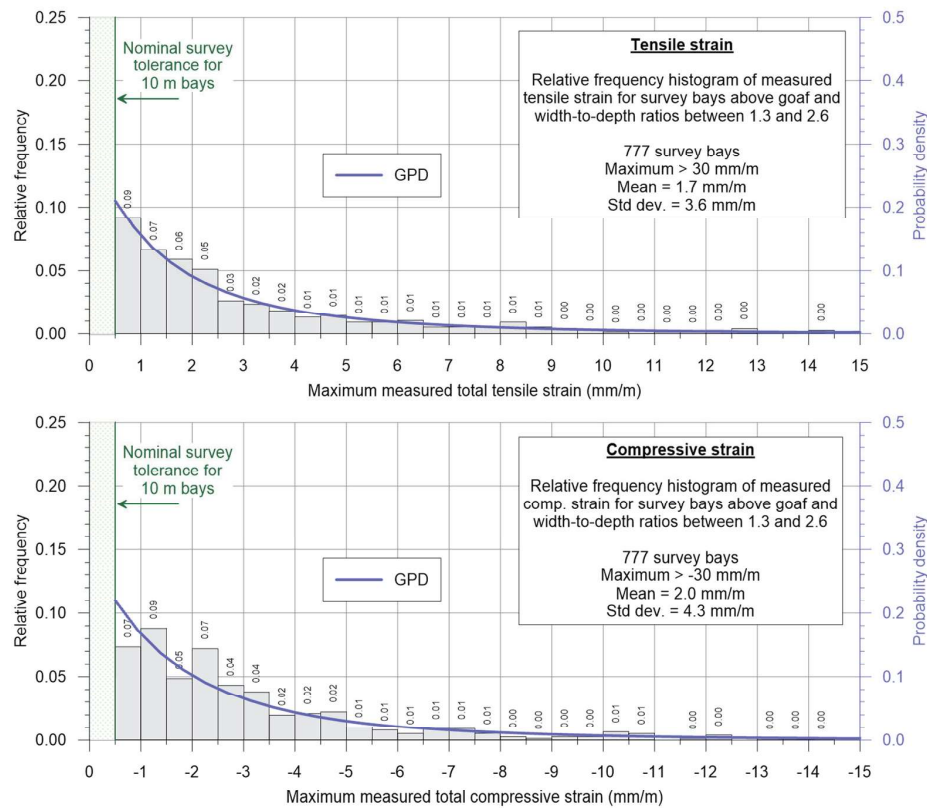 0.25
0.20
0.15
0.10
0.05
0.00
Relative frequency
Nominal survey
tolerance for
10 m bays
GPD
Tensile strain
Relative frequency histogram of measured
tensile strain for survey bays above goaf and
width-to-depth ratios between 1.3 and 2.6
777 survey bays
Maximum > 30 mm/m
Mean = 1.7 mm/m
Std dev. = 3.6 mm/m
0.5
0.4
0.3
0.2
0.1
0.0
Probability density
0.09 0.07 0.06 0.05 0.03 0.02 0.02 0.01 0.01 0.01 0.01 0.01 0.01 0.01 0.01 0.01 0.00 0.00 0.00 0.00 0.00 0.00 0.00 0.00
0 1 2 3 4 5 6 7 8 9 10 11 12 13 14 15
Maximum measured total tensile strain (mm/m)
0.25
0.20
0.15
0.10
0.05
0.00
Relative frequency
Nominal survey
tolerance for
10 m bays
GPD
Compressive strain
Relative frequency histogram of measured
comp. strain for survey bays above goaf and
width-to-depth ratios between 1.3 and 2.6
777 survey bays
Maximum > -30 mm/m
Mean = 2.0 mm/m
Std dev. = 4.3 mm/m
0.5
0.4
0.3
0.2
0.1
0.0
Probability density
0.07 0.09 0.05 0.07 0.04 0.04 0.02 0.02 0.02 0.01 0.01 0.01 0.01 0.01 0.01 0.00 0.00 0.00 0.00 0.01 0.01 0.00 0.00 0.00 0.00 0.00
0 -1 -2 -3 -4 -5 -6 -7 -8 -9 -10 -11 -12 -13 -14 -15
Maximum measured total compressive strain (mm/m)